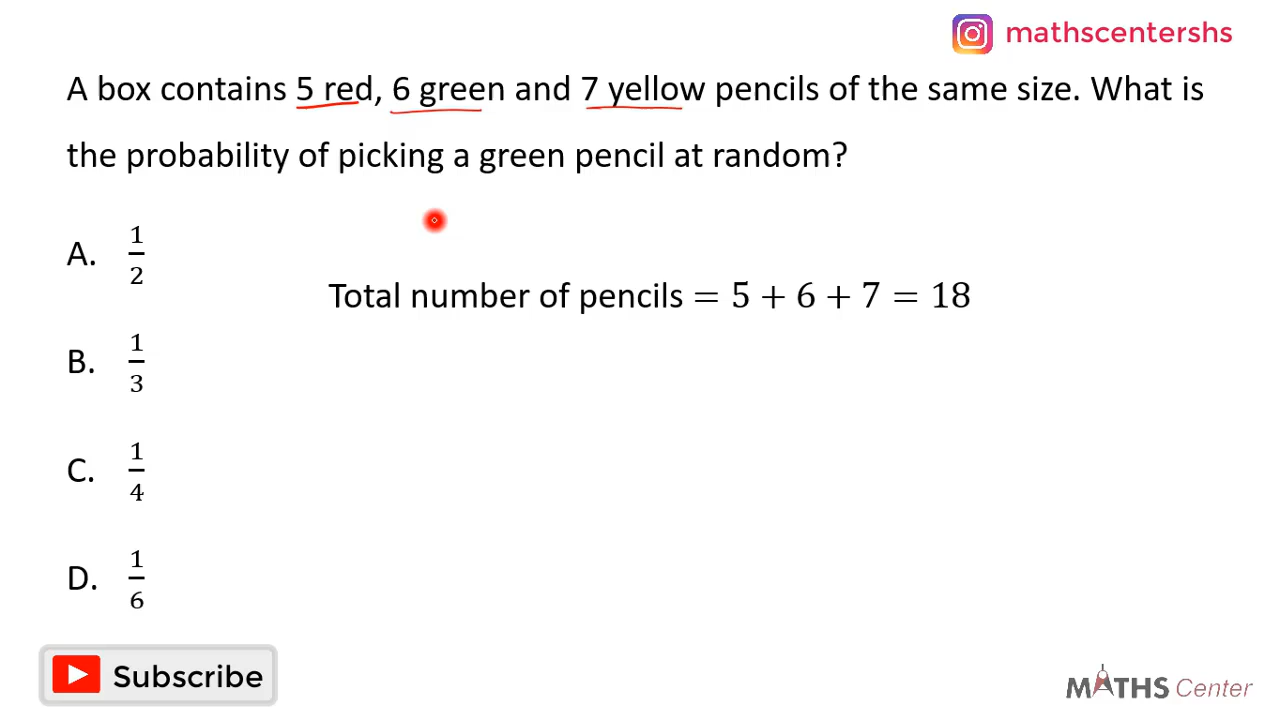 mathscentershs
A box contains 5 red, 6 green and 7 yellow pencils of the same size. What is
the probability of picking a green pencil at random?
A. 1/2
Total number of pencils = 5 + 6 + 7 = 18
B. 1/3
C. 1/4
D. 1/6
Subscribe
MATHS Center